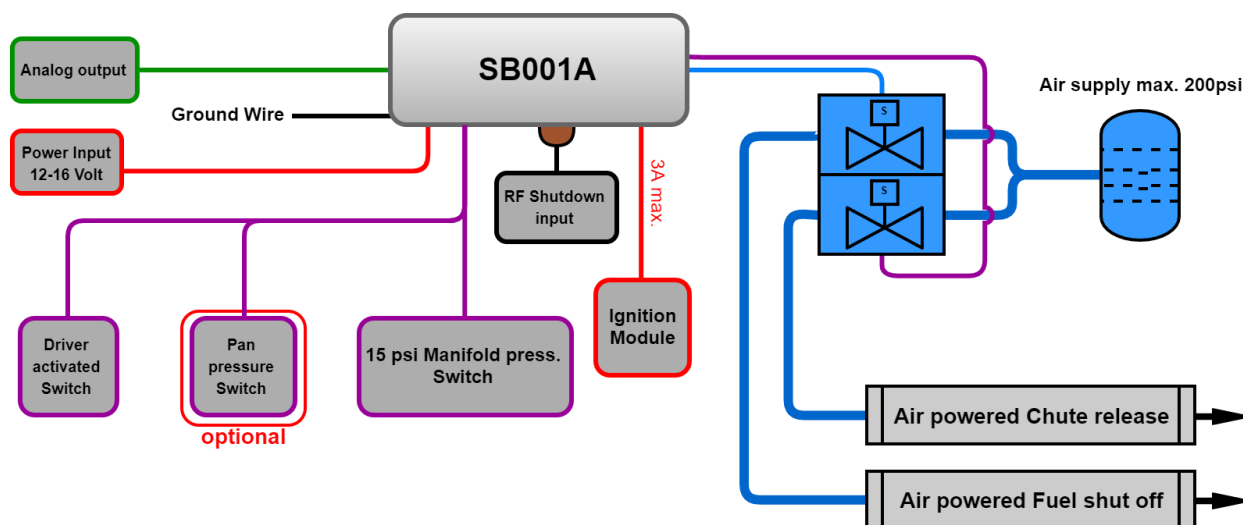 SB001A
Analog output
Ground Wire
Power Input
12-16 Volt
RF Shutdown
input
3A max.
Ignition
Module
Driver
activated
Switch
Pan
pressure
Switch
optional
15 psi Manifold press.
Switch
S
S
Air supply max. 200psi
Air powered Chute release
Air powered Fuel shut off